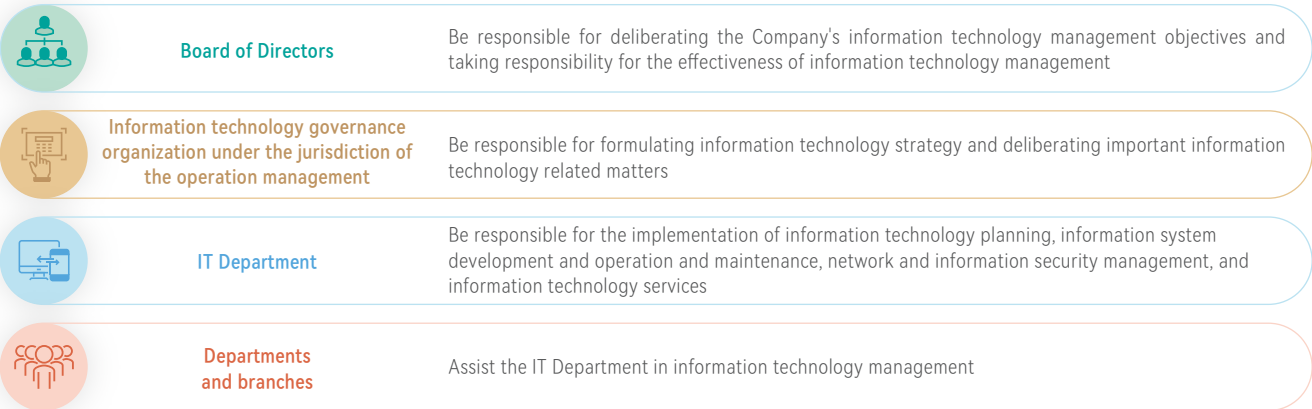 Board of Directors
Be responsible for deliberating the Company's information technology management objectives and
taking responsibility for the effectiveness of information technology management
Information technology governance
organization under the jurisdiction of
the operation management
Be responsible for formulating information technology strategy and deliberating important information
technology related matters
IT Department
Be responsible for the implementation of information technology planning, information system
development and operation and maintenance, network and information security management, and
information technology services
Departments
and branches
Assist the IT Department in information technology management